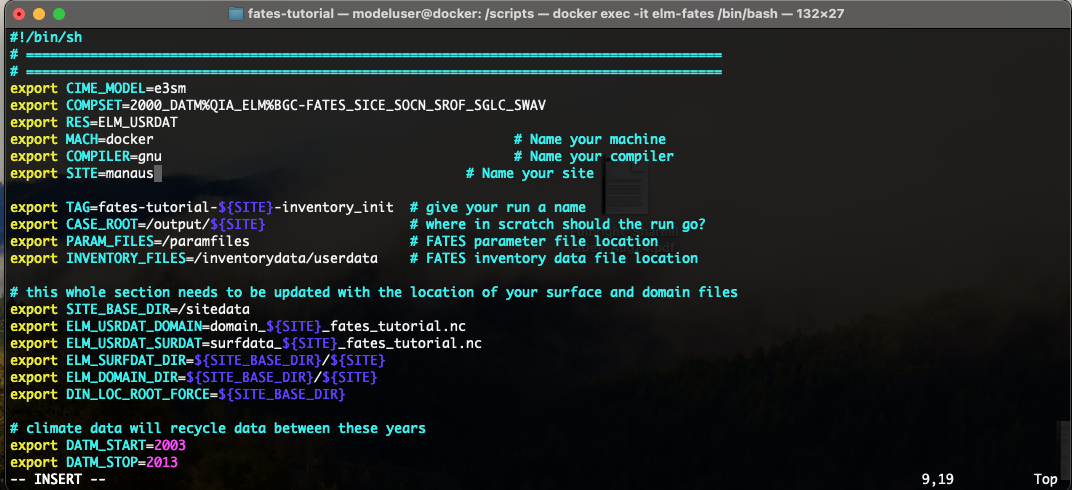 fates-tutorial — modeluser@docker: /scripts — docker exec -it elm-fates /bin/bash — 132×27
#!/bin/sh
# =======================================================================================
# =======================================================================================
export CIME_MODEL=e3sm
export COMPSET=2000_DATM%QIA_ELM%BGC-FATES_SICE_SOCN_SROF_SGLC_SWAV
export RES=ELM_USRDAT
export MACH=docker                                             # Name your machine
export COMPILER=gnu                                            # Name your compiler
export SITE=manaus                                       # Name your site
export TAG=fates-tutorial-${SITE}-inventory_init  # give your run a name
export CASE_ROOT=/output/${SITE}                  # where in scratch should the run go?
export PARAM_FILES=/paramfiles                    # FATES parameter file location
export INVENTORY_FILES=/inventorydata/userdata    # FATES inventory data file location
# this whole section needs to be updated with the location of your surface and domain files
export SITE_BASE_DIR=/sitedata
export ELM_USRDAT_DOMAIN=domain_${SITE}_fates_tutorial.nc
export ELM_USRDAT_SURDAT=surfdata_${SITE}_fates_tutorial.nc
export ELM_SURFDAT_DIR=${SITE_BASE_DIR}/${SITE}
export ELM_DOMAIN_DIR=${SITE_BASE_DIR}/${SITE}
export DIN_LOC_ROOT_FORCE=${SITE_BASE_DIR}
# climate data will recycle data between these years
export DATM_START=2003
export DATM_STOP=2013
-- INSERT --                                                                                                      9,19          Top